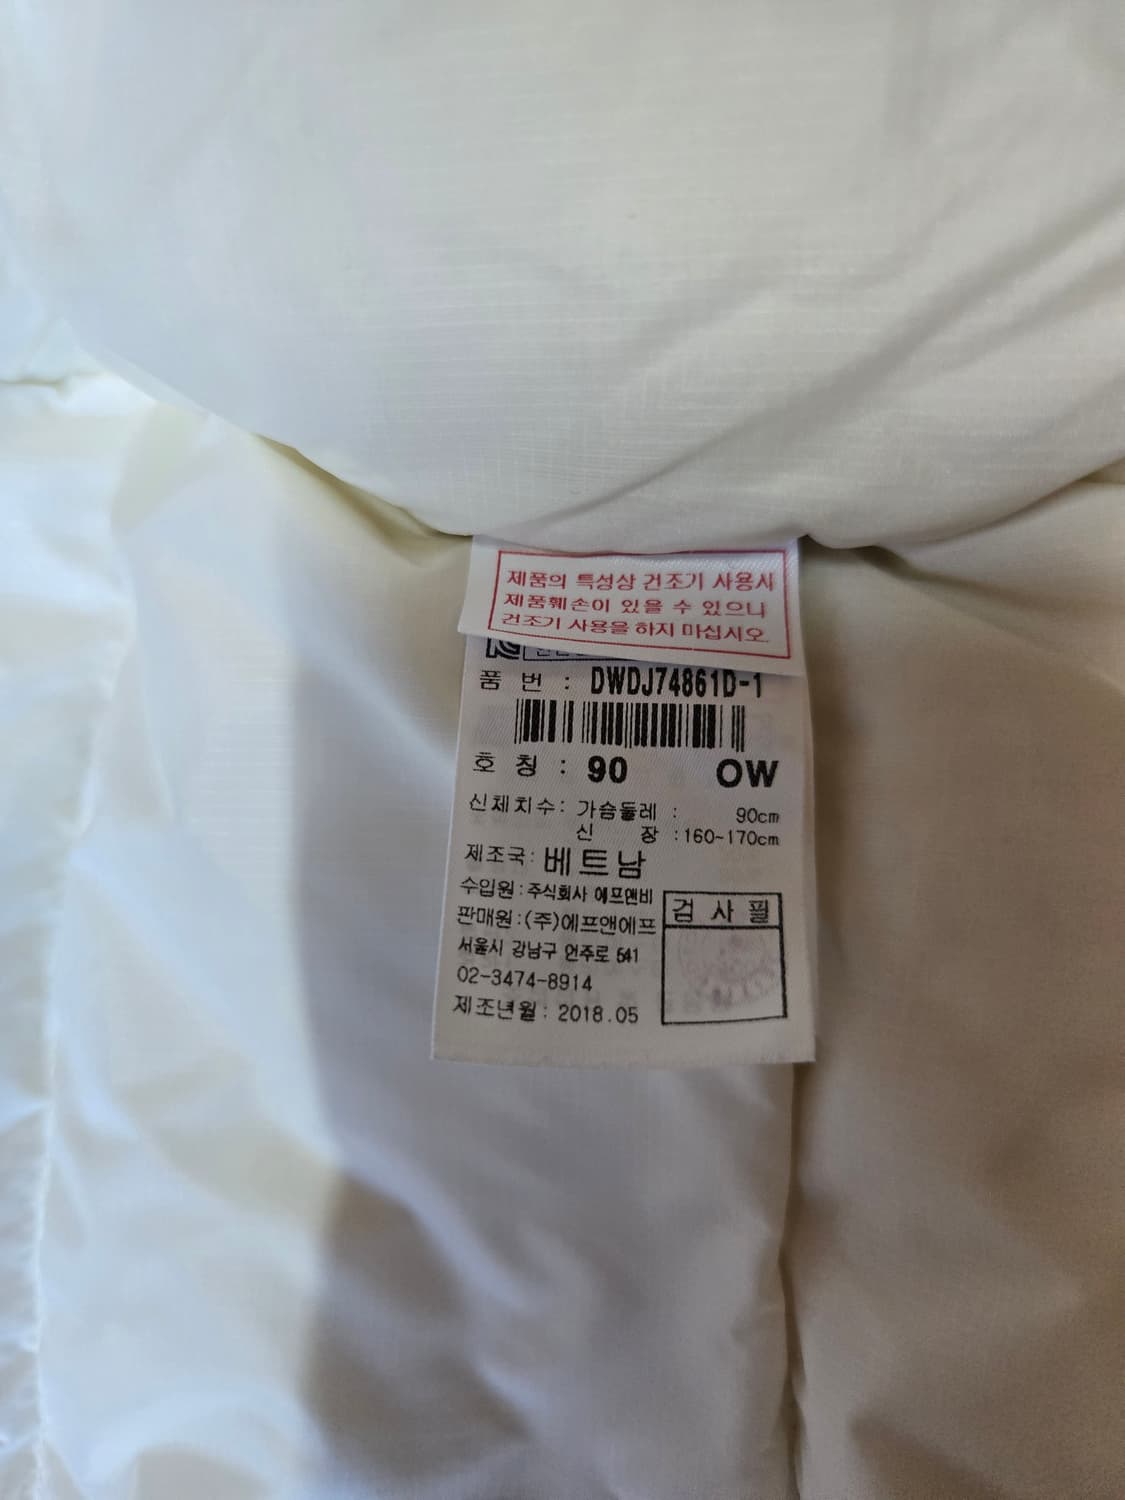 제품의 특성상 건조기 사용시
제품훼손이 있을 수 있으나
건조기 사용을 하지 마십시오
품 번 : DWDJ74861D-1
호 칭 : 90 OW
신체치수: 가슴둘레 : 90cm
신 장 :160~170cm
제조국: 베트남
수입원:주식회사 에프앤비
판매원:(주)에프앤에프
서울시 강남구 언주로 541
02-3474-8914
제조년월: 2018.05
검 사 필